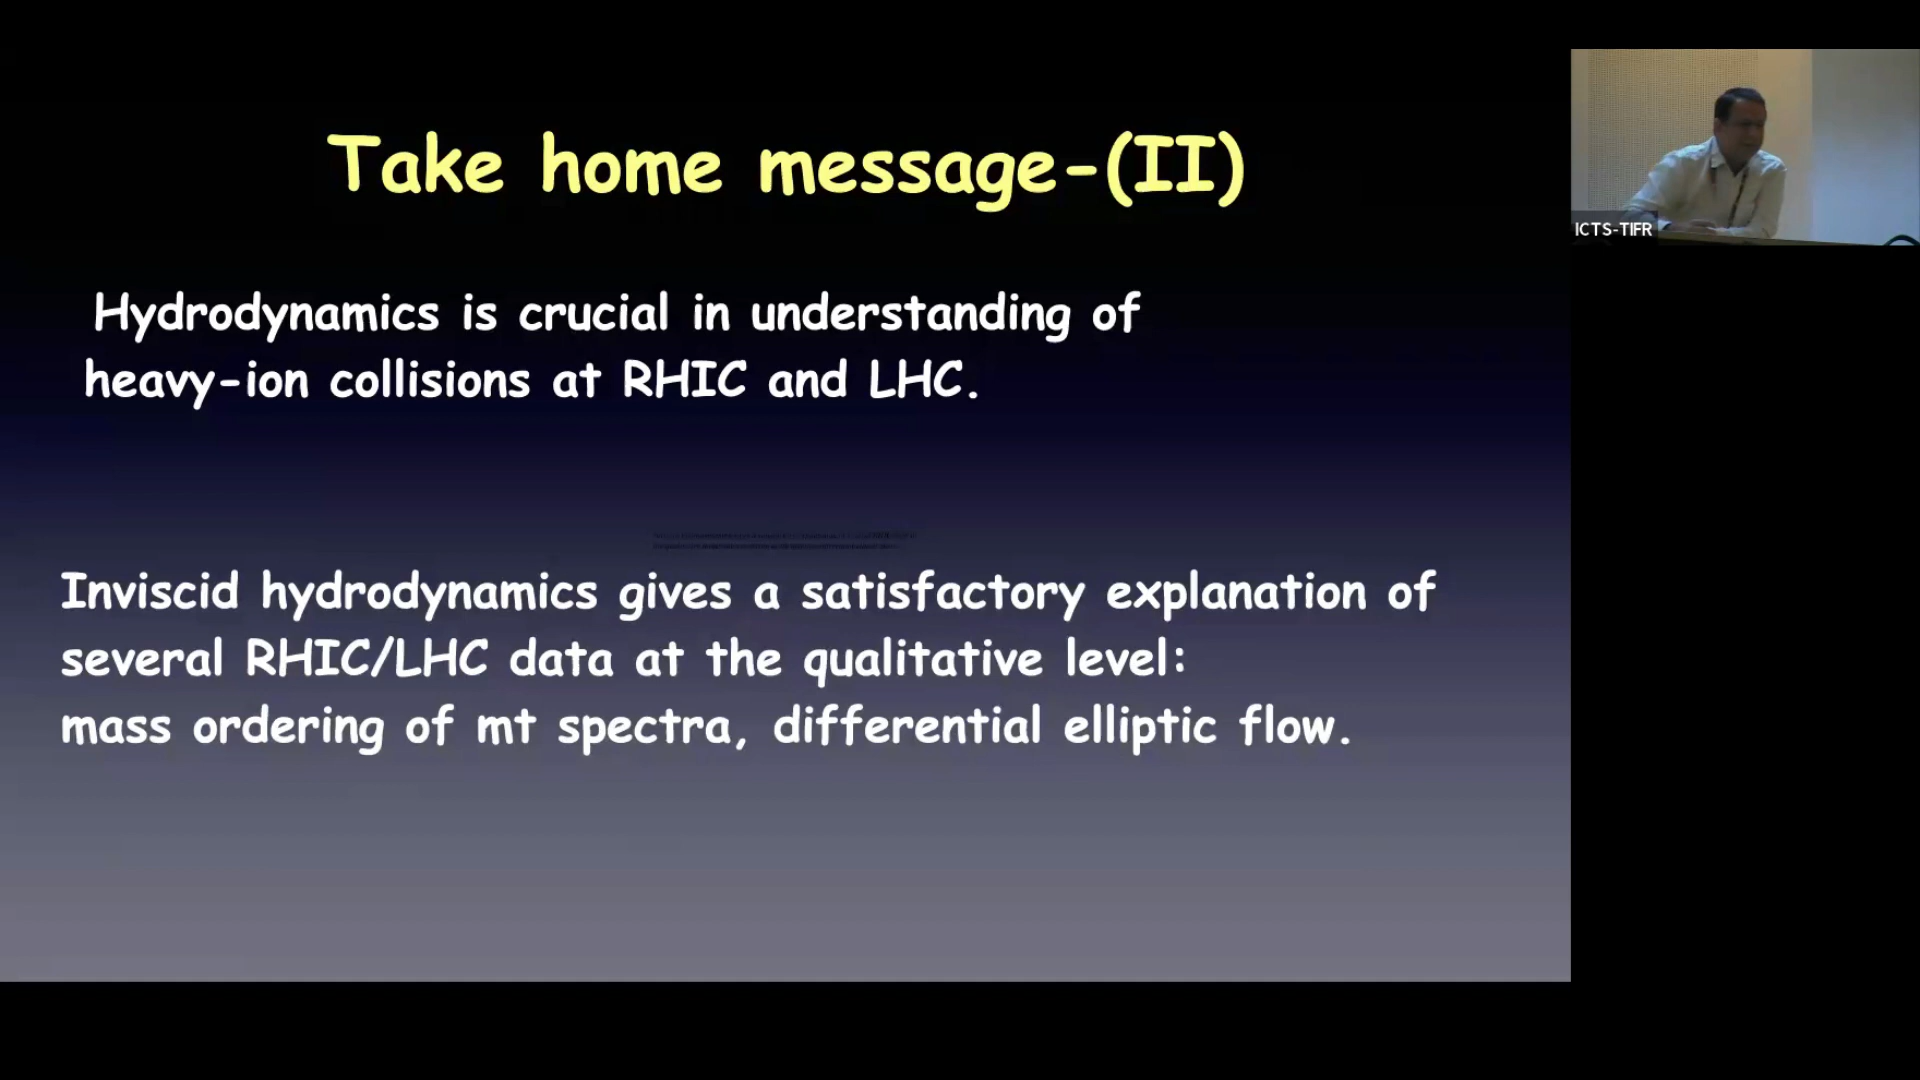 Take home message-(II)
ICTS-TIFR
Hydrodynamics is crucial in understanding of
heavy-ion collisions at RHIC and LHC.
Inviscid hydrodynamics gives a satisfactory explanation of
several RHIC/LHC data at the qualitative level:
mass ordering of mt spectra, differential elliptic flow.